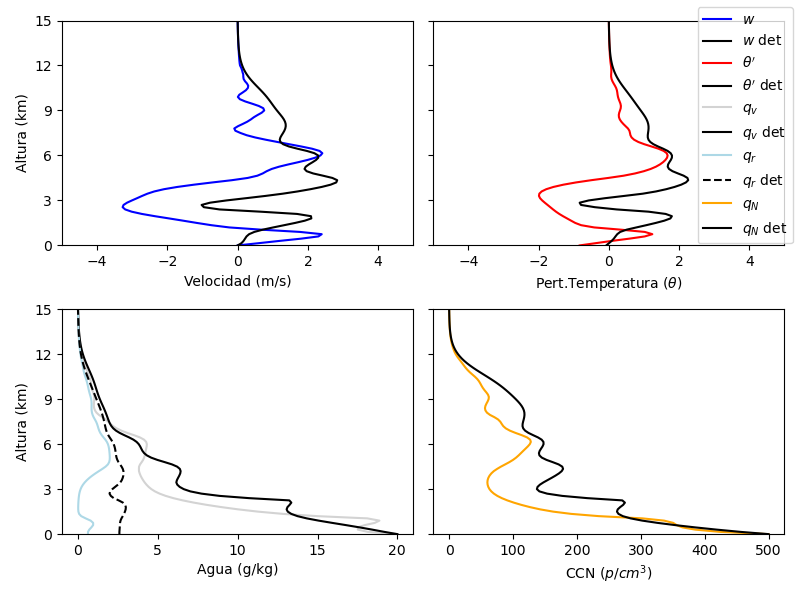 15
12
9
6
3
0
Altura (km)
−4 −2 0 2 4
Velocidad (m/s)
−4 −2 0 2 4
Pert.Temperatura (θ)
w
w det
θ′
θ′ det
q_v
q_v det
q_r
q_r det
q_N
q_N det
15
12
9
6
3
0
Altura (km)
0 5 10 15 20
Agua (g/kg)
0 100 200 300 400 500
CCN (p/cm³)